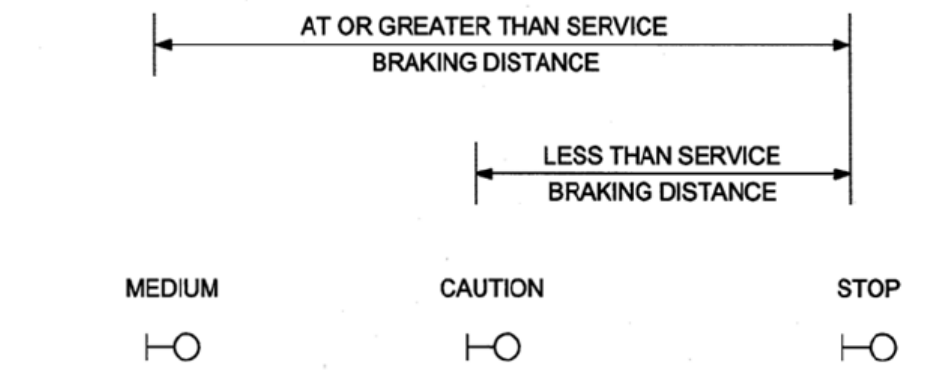 AT OR GREATER THAN SERVICE
BRAKING DISTANCE
LESS THAN SERVICE
BRAKING DISTANCE
MEDIUM
CAUTION
STOP